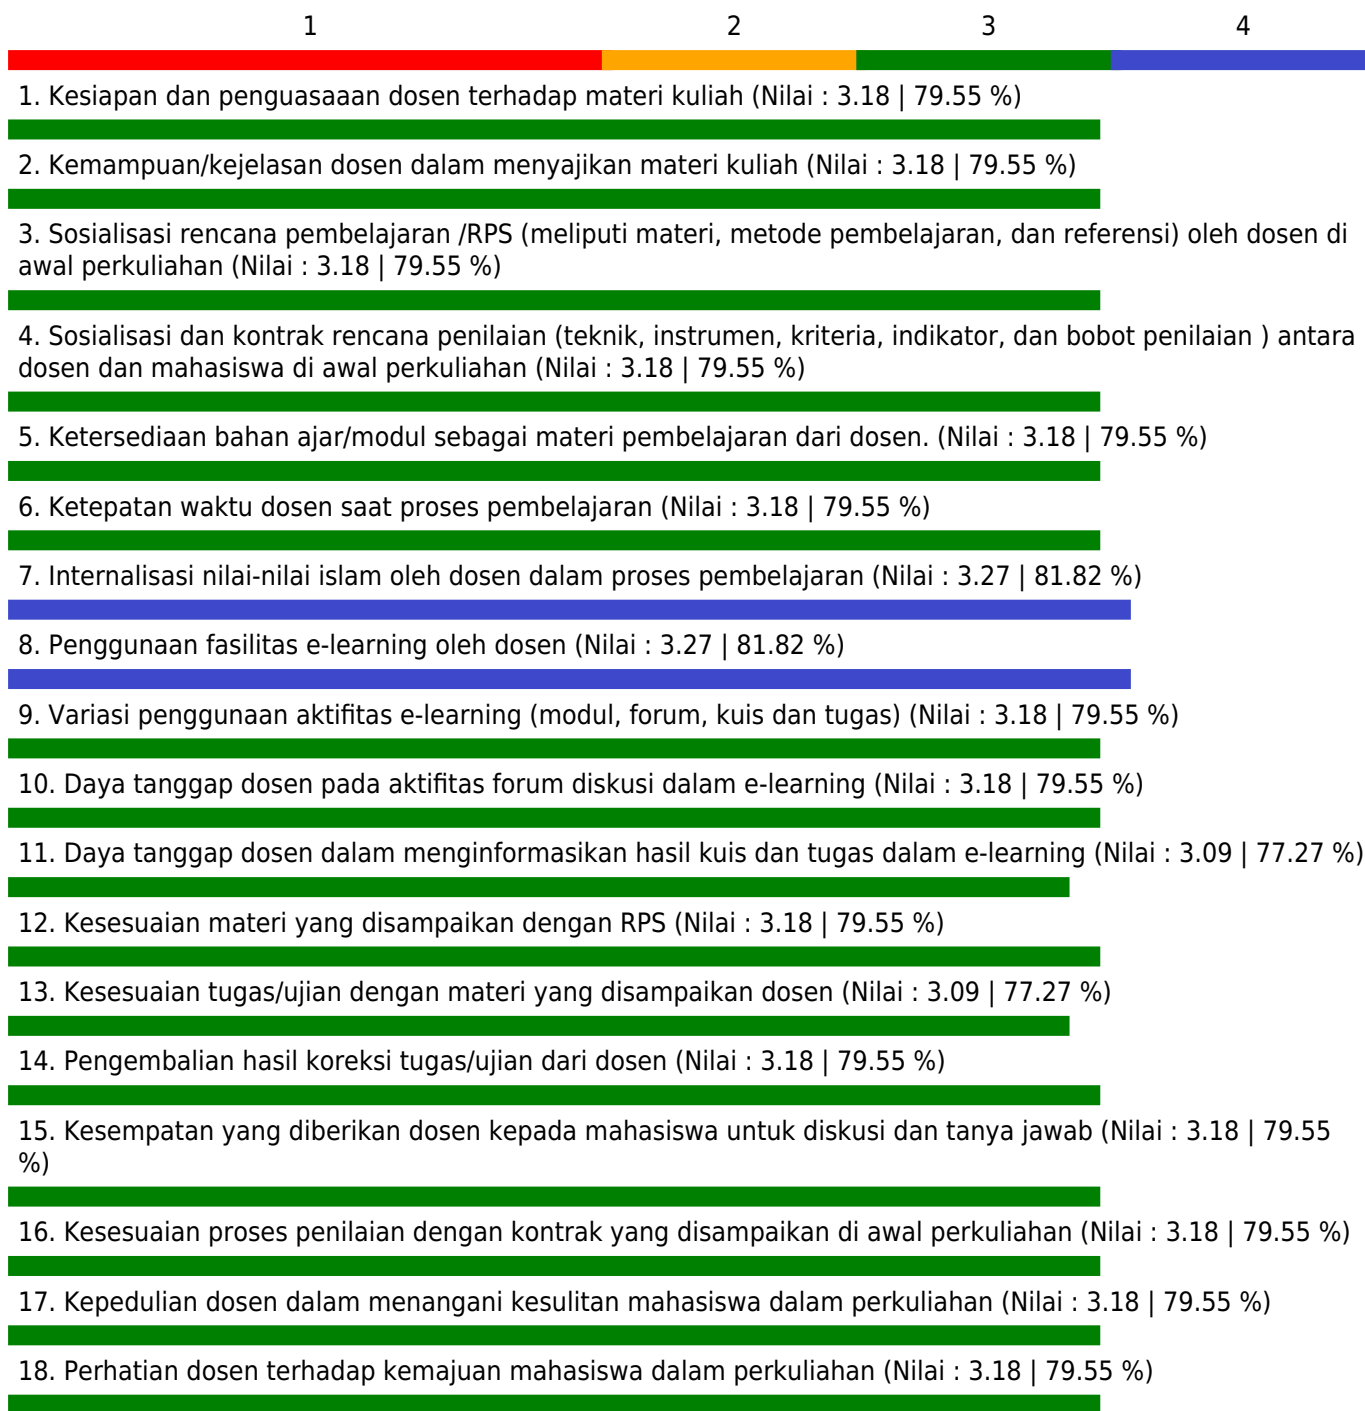 1 2 3 4
1. Kesiapan dan penguasaaan dosen terhadap materi kuliah (Nilai : 3.18 | 79.55 %)
2. Kemampuan/kejelasan dosen dalam menyajikan materi kuliah (Nilai : 3.18 | 79.55 %)
3. Sosialisasi rencana pembelajaran /RPS (meliputi materi, metode pembelajaran, dan referensi) oleh dosen di
awal perkuliahan (Nilai : 3.18 | 79.55 %)
4. Sosialisasi dan kontrak rencana penilaian (teknik, instrumen, kriteria, indikator, dan bobot penilaian ) antara
dosen dan mahasiswa di awal perkuliahan (Nilai : 3.18 | 79.55 %)
5. Ketersediaan bahan ajar/modul sebagai materi pembelajaran dari dosen. (Nilai : 3.18 | 79.55 %)
6. Ketepatan waktu dosen saat proses pembelajaran (Nilai : 3.18 | 79.55 %)
7. Internalisasi nilai-nilai islam oleh dosen dalam proses pembelajaran (Nilai : 3.27 | 81.82 %)
8. Penggunaan fasilitas e-learning oleh dosen (Nilai : 3.27 | 81.82 %)
9. Variasi penggunaan aktifitas e-learning (modul, forum, kuis dan tugas) (Nilai : 3.18 | 79.55 %)
10. Daya tanggap dosen pada aktifitas forum diskusi dalam e-learning (Nilai : 3.18 | 79.55 %)
11. Daya tanggap dosen dalam menginformasikan hasil kuis dan tugas dalam e-learning (Nilai : 3.09 | 77.27 %)
12. Kesesuaian materi yang disampaikan dengan RPS (Nilai : 3.18 | 79.55 %)
13. Kesesuaian tugas/ujian dengan materi yang disampaikan dosen (Nilai : 3.09 | 77.27 %)
14. Pengembalian hasil koreksi tugas/ujian dari dosen (Nilai : 3.18 | 79.55 %)
15. Kesempatan yang diberikan dosen kepada mahasiswa untuk diskusi dan tanya jawab (Nilai : 3.18 | 79.55
%)
16. Kesesuaian proses penilaian dengan kontrak yang disampaikan di awal perkuliahan (Nilai : 3.18 | 79.55 %)
17. Kepedulian dosen dalam menangani kesulitan mahasiswa dalam perkuliahan (Nilai : 3.18 | 79.55 %)
18. Perhatian dosen terhadap kemajuan mahasiswa dalam perkuliahan (Nilai : 3.18 | 79.55 %)